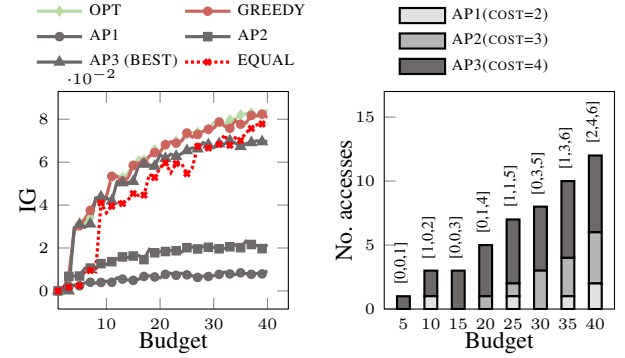 OPT
GREEDY
AP1
AP2
AP3 (BEST)
EQUAL
·10−2
8
6
4
2
0
IG
0 10 20 30 40
Budget
AP1(COST=2)
AP2(COST=3)
AP3(COST=4)
15
10
5
0
No. accesses
[0,0,1]
[1,0,2]
[0,0,3]
[0,1,4]
[1,1,5]
[0,3,5]
[1,3,6]
[2,4,6]
5 10 15 20 25 30 35 40
Budget